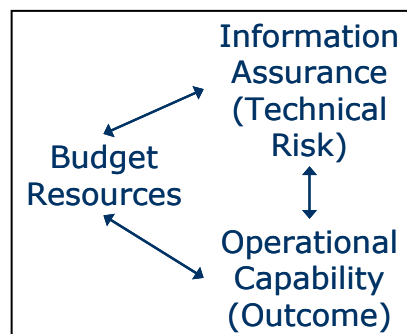 Information
Assurance
(Technical
Risk)
Budget
Resources
Operational
Capability
(Outcome)